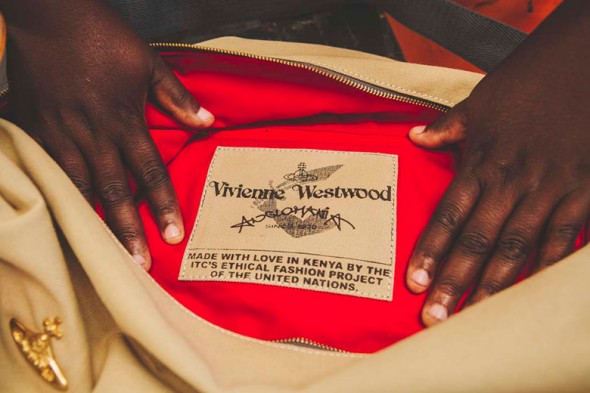 Vivienne Westwood
ANGLOMANIA
MADE WITH LOVE IN KENYA BY THE
ITC'S ETHICAL FASHION PROJECT
OF THE UNITED NATIONS.